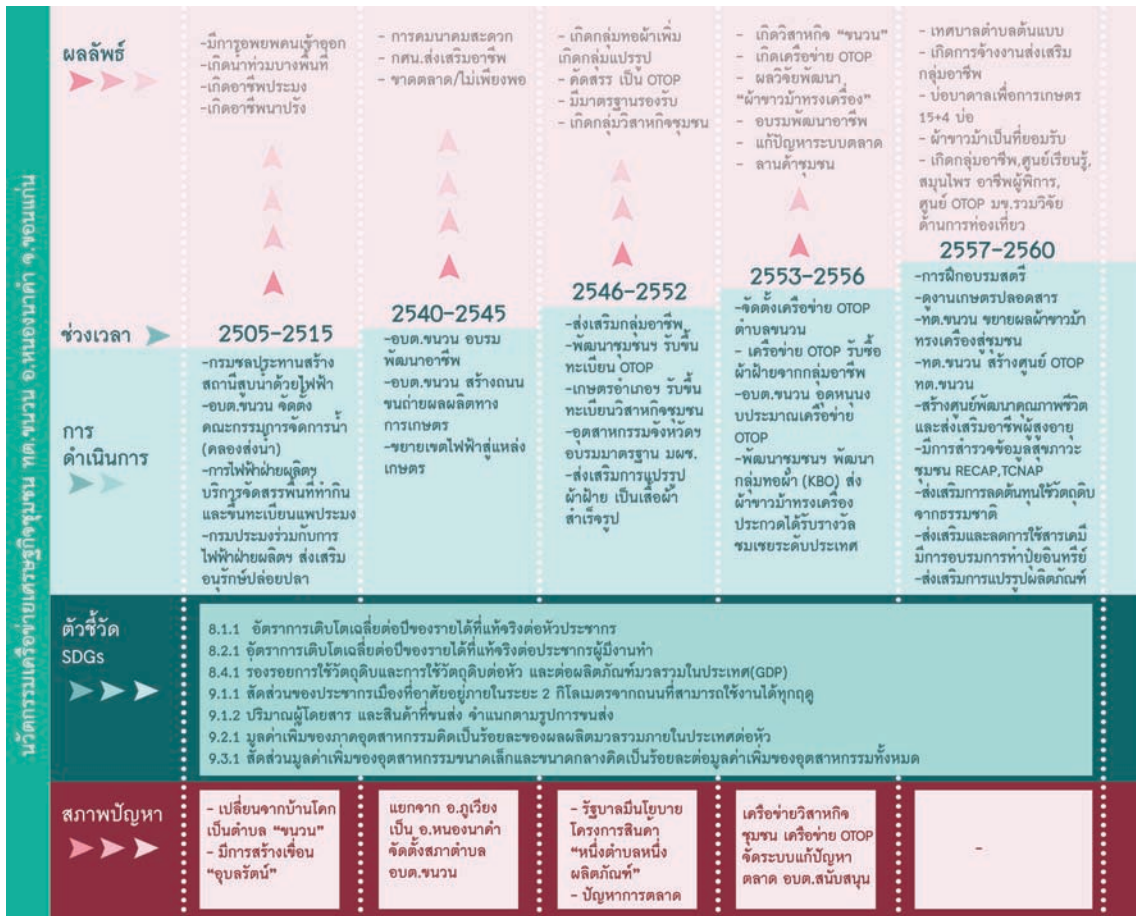 นวัตกรรมเครือข่ายเศรษฐกิจชุมชน ทต.ขนวน อ.หนองนาคำ จ.ขอนแก่น
ผลลัพธ์
-มีการอพยพคนเข้าออก
-เกิดน้ำท่วมบางพื้นที่
-เกิดอาชีพประมง
-เกิดอาชีพนาปรัง
- การคมนาคมสะดวก
- กศน.ส่งเสริมอาชีพ
- ขาดตลาด/ไม่เพียงพอ
- เกิดกลุ่มทอผ้าเพิ่ม
เกิดกลุ่มแปรรูป
- คัดสรร เป็น OTOP
- มีมาตรฐานรองรับ
- เกิดกลุ่มวิสาหกิจชุมชน
- เกิดวิสาหกิจ “ขนวน”
- เกิดเครือข่าย OTOP
- ผลวิจัยพัฒนา
“ผ้าขาวม้าทรงเครื่อง”
- อบรมพัฒนาอาชีพ
- แก้ปัญหาระบบตลาด
- ลานค้าชุมชน
- เทศบาลตำบลต้นแบบ
- เกิดการจ้างงานส่งเสริม
กลุ่มอาชีพ
- บ่อบาดาลเพื่อการเกษตร
15+4 บ่อ
- ผ้าขาวม้าเป็นที่ยอมรับ
- เกิดกลุ่มอาชีพ,ศูนย์เรียนรู้,
สมุนไพร อาชีพผู้พิการ,
ศูนย์ OTOP มข.รวมวิจัย
ด้านการท่องเที่ยว
ช่วงเวลา
2505-2515
2540-2545
2546-2552
2553-2556
2557-2560
การ
ดำเนินการ
-กรมชลประทานสร้าง
สถานีสูบน้ำด้วยไฟฟ้า
-อบต.ขนวน จัดตั้ง
คณะกรรมการจัดการน้ำ
(คลองส่งน้ำ)
-การไฟฟ้าฝ่ายผลิตฯ
บริการจัดสรรพื้นที่ทำกิน
และขึ้นทะเบียนแพประมง
-กรมประมงร่วมกับการ
ไฟฟ้าฝ่ายผลิตฯ ส่งเสริม
อนุรักษ์ปล่อยปลา
-อบต.ขนวน อบรม
พัฒนาอาชีพ
-อบต.ขนวน สร้างถนน
ขนถ่ายผลผลิตทาง
การเกษตร
-ขยายเขตไฟฟ้าสู่แหล่ง
เกษตร
-ส่งเสริมกลุ่มอาชีพ
-พัฒนาชุมชนฯ รับขึ้น
ทะเบียน OTOP
-เกษตรอำเภอฯ รับขึ้น
ทะเบียนวิสาหกิจชุมชน
-อุตสาหกรรมจังหวัดฯ
อบรมมาตรฐาน มผช.
-ส่งเสริมการแปรรูป
ผ้าฝ้าย เป็นเสื้อผ้า
สำเร็จรูป
-จัดตั้งเครือข่าย OTOP
ตำบลขนวน
- เครือข่าย OTOP รับซื้อ
ผ้าฝ้ายจากกลุ่มอาชีพ
-อบต.ขนวน อุดหนุนง
บประมาณเครือข่าย
OTOP
-พัฒนาชุมชนฯ พัฒนา
กลุ่มทอผ้า (KBO) ส่ง
ผ้าขาวม้าทรงเครื่อง
ประกวดได้รับรางวัล
ชมเชยระดับประเทศ
-การฝึกอบรมสตรี
-ดูงานเกษตรปลอดสาร
-ทต.ขนวน ขยายผลผ้าขาวม้า
ทรงเครื่องสู่ชุมชน
-ทต.ขนวน สร้างศูนย์ OTOP
ทต.ขนวน
-สร้างศูนย์พัฒนาคุณภาพชีวิต
และส่งเสริมอาชีพผู้สูงอายุ
-มีการสำรวจข้อมูลสุขภาวะ
ชุมชน RECAP,TCNAP
-ส่งเสริมการลดต้นทุนใช้วัตถุดิบ
จากธรรมชาติ
-ส่งเสริมและลดการใช้สารเคมี
มีการอบรมการทำปุ๋ยอินทรีย์
-ส่งเสริมการแปรรูปผลิตภัณฑ์
ตัวชี้วัด
SDGs
8.1.1 อัตราการเติบโตเฉลี่ยต่อปีของรายได้ที่แท้จริงต่อหัวประชากร
8.2.1 อัตราการเติบโตเฉลี่ยต่อปีของรายได้ที่แท้จริงต่อประชากรผู้มีงานทำ
8.4.1 ร่องรอยการใช้วัตถุดิบและการใช้วัตถุดิบต่อหัว และต่อผลิตภัณฑ์มวลรวมในประเทศ(GDP)
9.1.1 สัดส่วนของประชากรเมืองที่อาศัยอยู่ภายในระยะ 2 กิโลเมตรจากถนนที่สามารถใช้งานได้ทุกฤดู
9.1.2 ปริมาณผู้โดยสาร และสินค้าที่ขนส่ง จำแนกตามรูปการขนส่ง
9.2.1 มูลค่าเพิ่มของภาคอุตสาหกรรมคิดเป็นร้อยละของผลผลิตมวลรวมภายในประเทศต่อหัว
9.3.1 สัดส่วนมูลค่าเพิ่มของอุตสาหกรรมขนาดเล็กและขนาดกลางคิดเป็นร้อยละต่อมูลค่าเพิ่มของอุตสาหกรรมทั้งหมด
สภาพปัญหา
- เปลี่ยนจากบ้านโคก
เป็นตำบล “ขนวน”
- มีการสร้างเขื่อน
“อุบลรัตน์”
แยกจาก อ.ภูเวียง
เป็น อ.หนองนาคำ
จัดตั้งสภาตำบล
อบต.ขนวน
- รัฐบาลมีนโยบาย
โครงการสินค้า
“หนึ่งตำบลหนึ่ง
ผลิตภัณฑ์”
- ปัญหาการตลาด
เครือข่ายวิสาหกิจ
ชุมชน เครือข่าย OTOP
จัดระบบแก้ปัญหา
ตลาด อบต.สนับสนุน
-